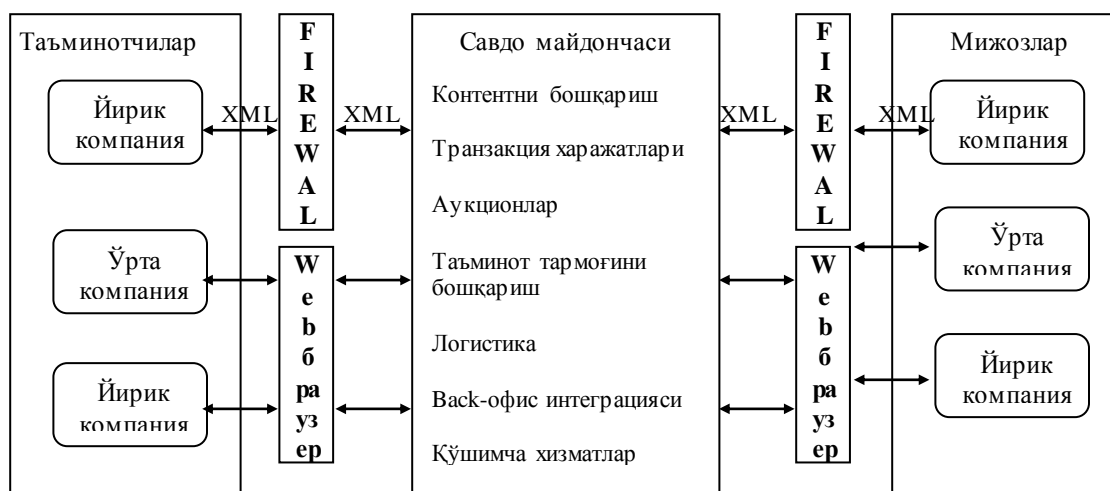 Таъминотчилар
Йирик
компания
Ўрта
компания
Йирик
компания
XML
F
I
R
E
W
A
L
W
e
b
б
ра
уз
ер
XML
Савдо майдончаси
Контентни бошқариш
Транзакция харажатлари
Аукционлар
Таъминот тармоғини
бошқариш
Логистика
Back-офис интеграцияси
Қўшимча хизматлар
XML
F
I
R
E
W
A
L
W
e
b
б
ра
уз
ер
XML
Мижозлар
Йирик
компания
Ўрта
компания
Йирик
компания